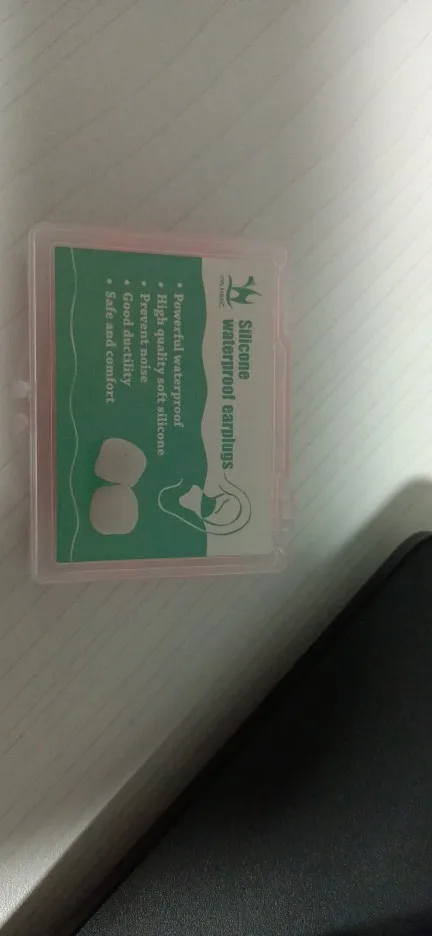 Silicone
waterproof earplugs
• Powerful waterproof
• High quality soft silicone
• Prevent noise
• Good ductility
• Safe and comfort